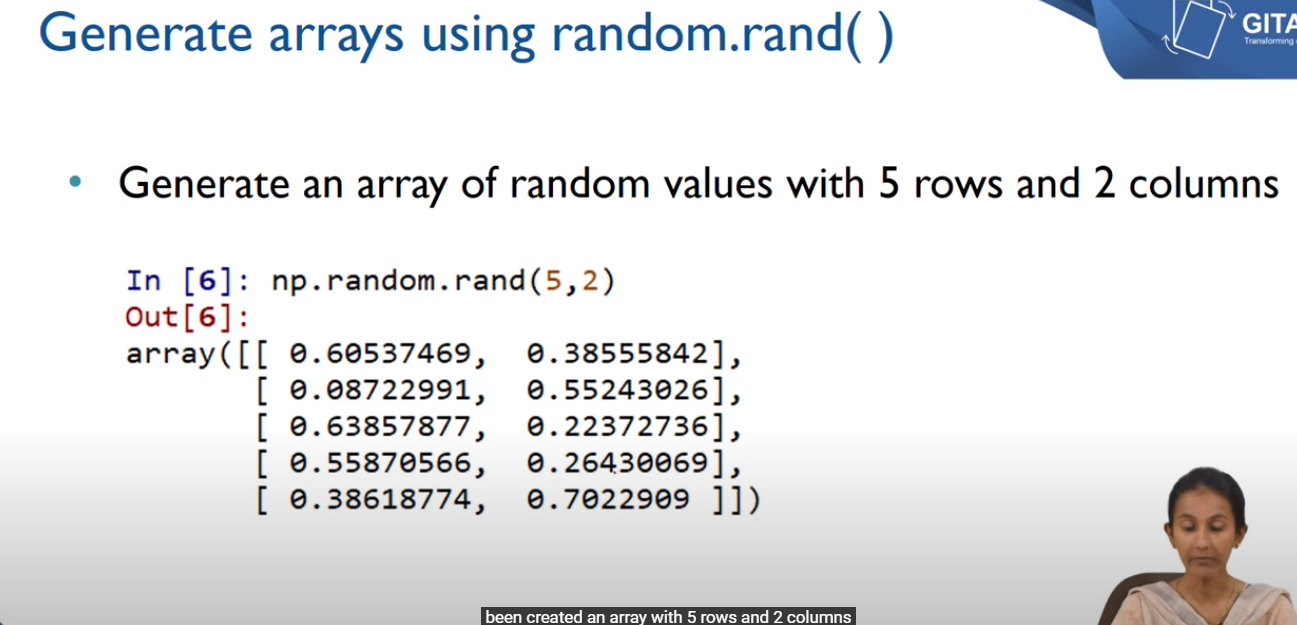 Generate arrays using random.rand( )
GITA
Transforming
• Generate an array of random values with 5 rows and 2 columns
In [6]: np.random.rand(5,2)
Out[6]:
array([[ 0.60537469,  0.38555842],
       [ 0.08722991,  0.55243026],
       [ 0.63857877,  0.22372736],
       [ 0.55870566,  0.26430069],
       [ 0.38618774,  0.7022909 ]])
been created an array with 5 rows and 2 columns